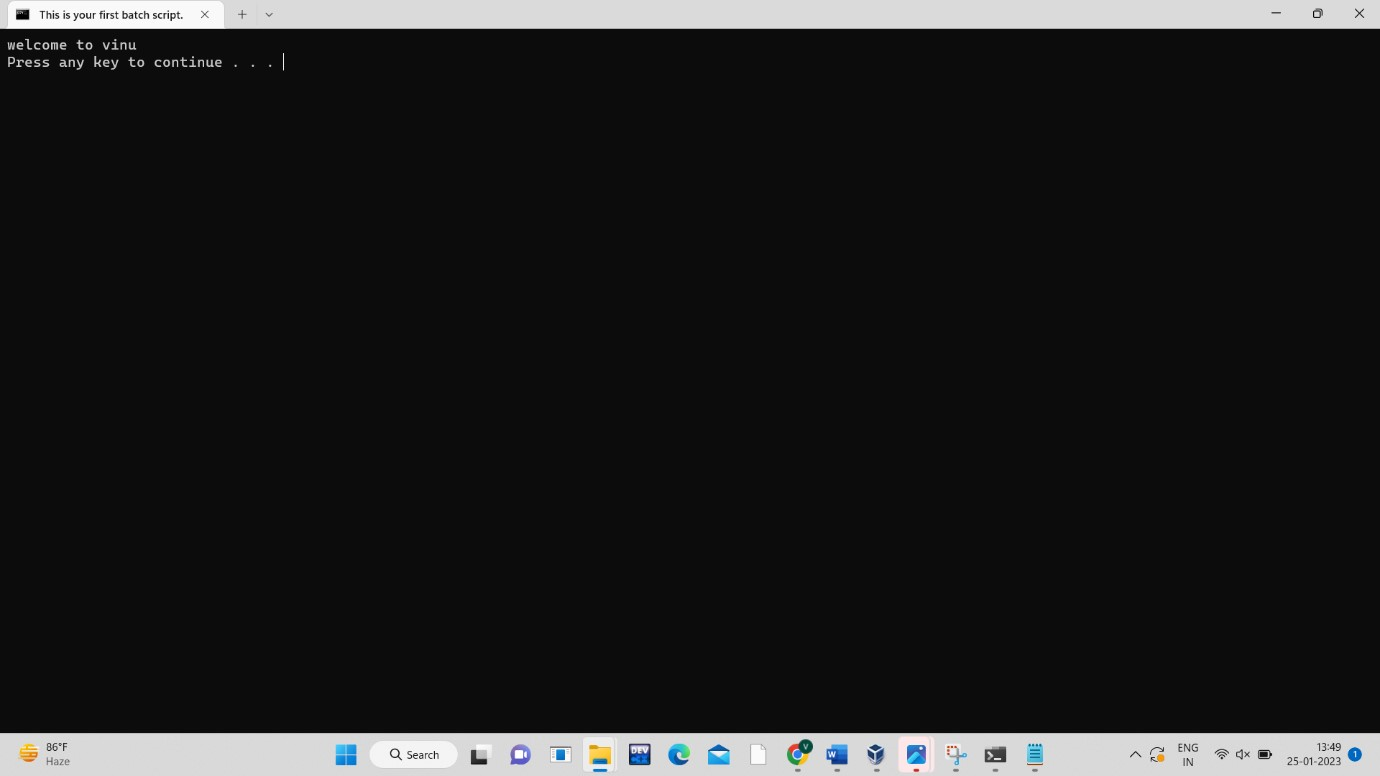 This is your first batch script.
welcome to vinu
Press any key to continue . . .
86°F
Haze
DEV
Search
V
W
ENG
IN
13:49
25-01-2023
1